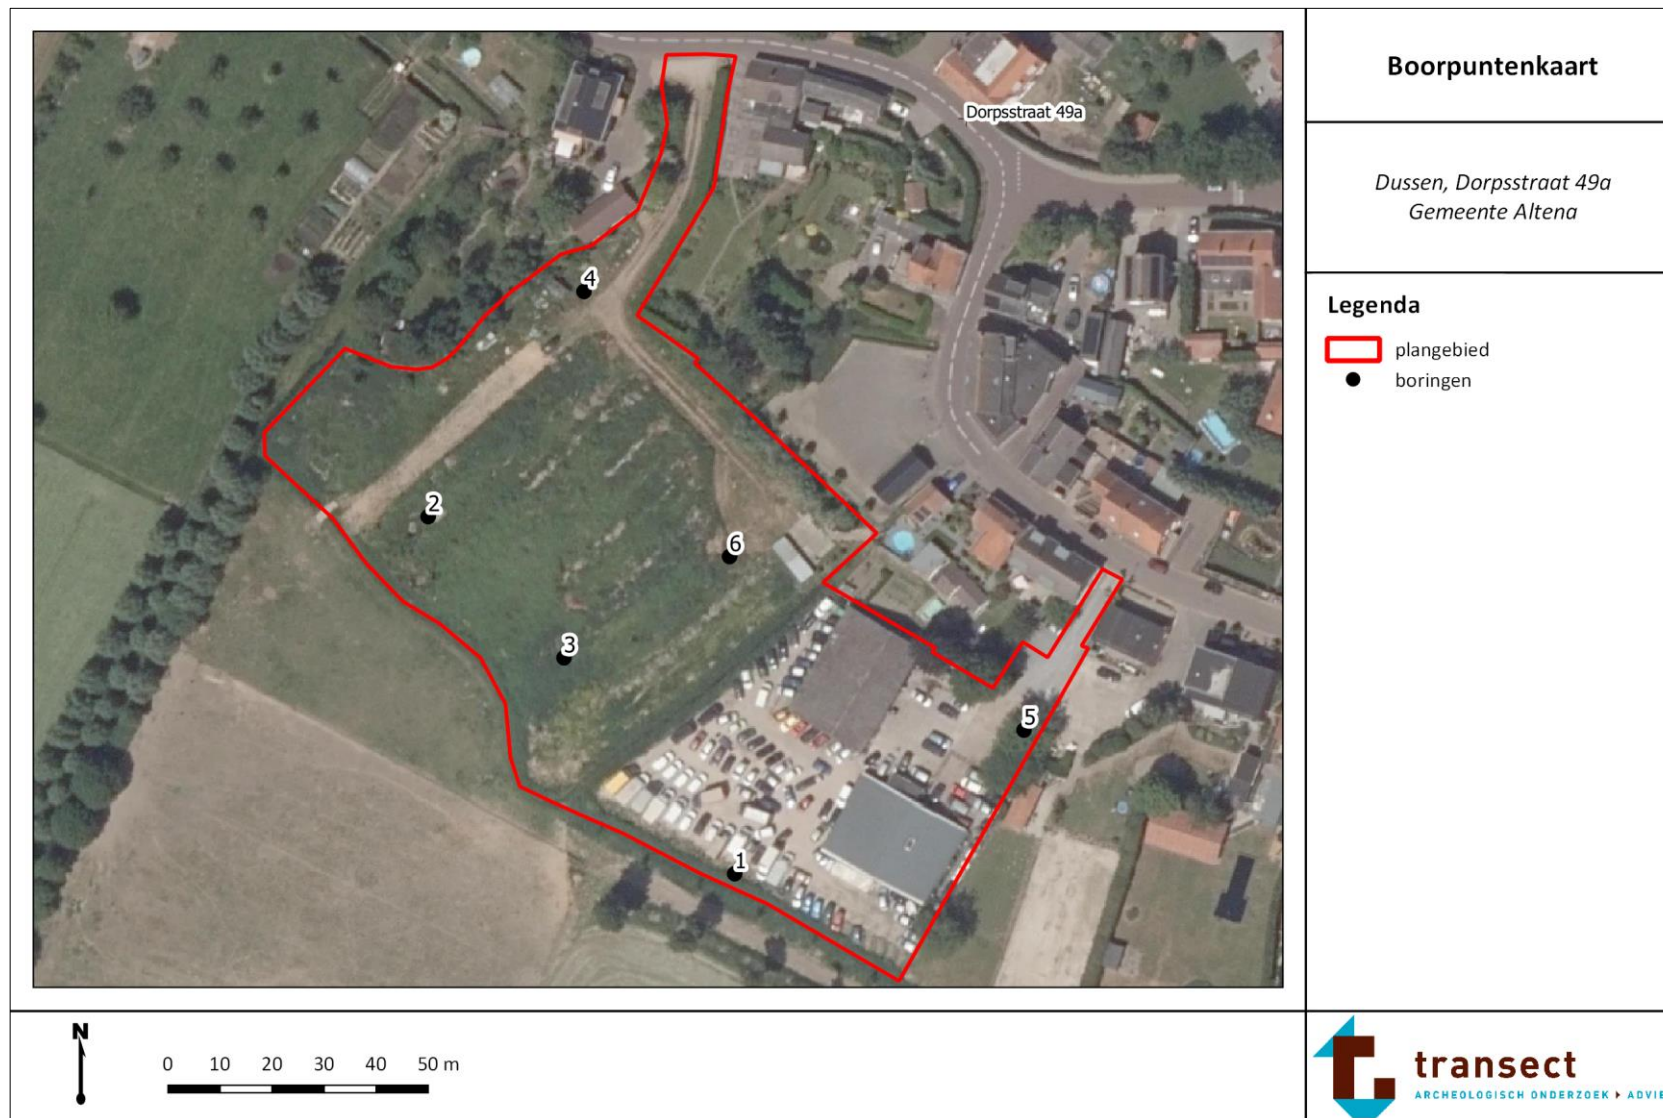 Boorpuntenkaart
Dussen, Dorpsstraat 49a
Gemeente Altena
Legenda
plangebied
boringen
Dorpsstraat 49a
4
2
6
3
5
1
N
0 10 20 30 40 50 m
transect
ARCHEOLOGISCH ONDERZOEK ▸ ADVIE